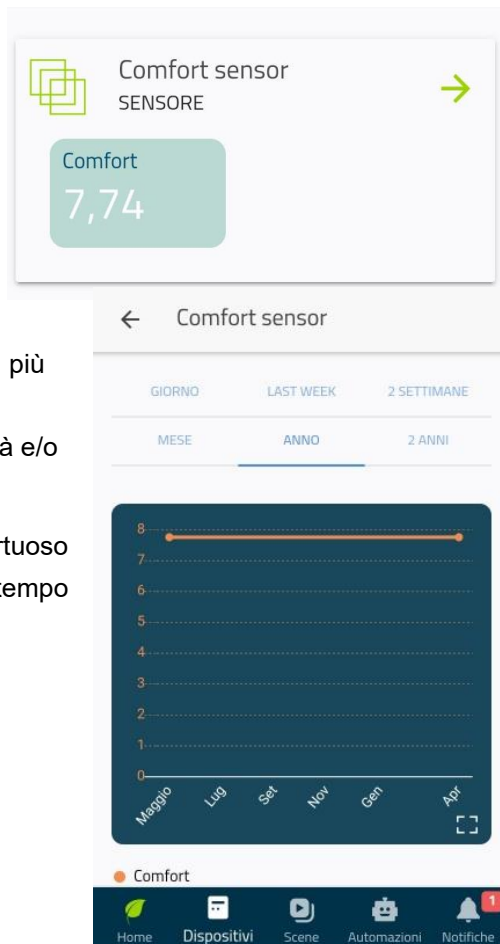 Comfort sensor
SENSORE
Comfort
7,74
Comfort sensor
più
à e/o
rtuoso
tempo
GIORNO LAST WEEK 2 SETTIMANE
MESE ANNO 2 ANNI
8
7
6
5
4
3
2
1
0
Maggio Lug Set Nov Gen Apr
Comfort
1
Home Dispositivi Scene Automazioni Notifiche